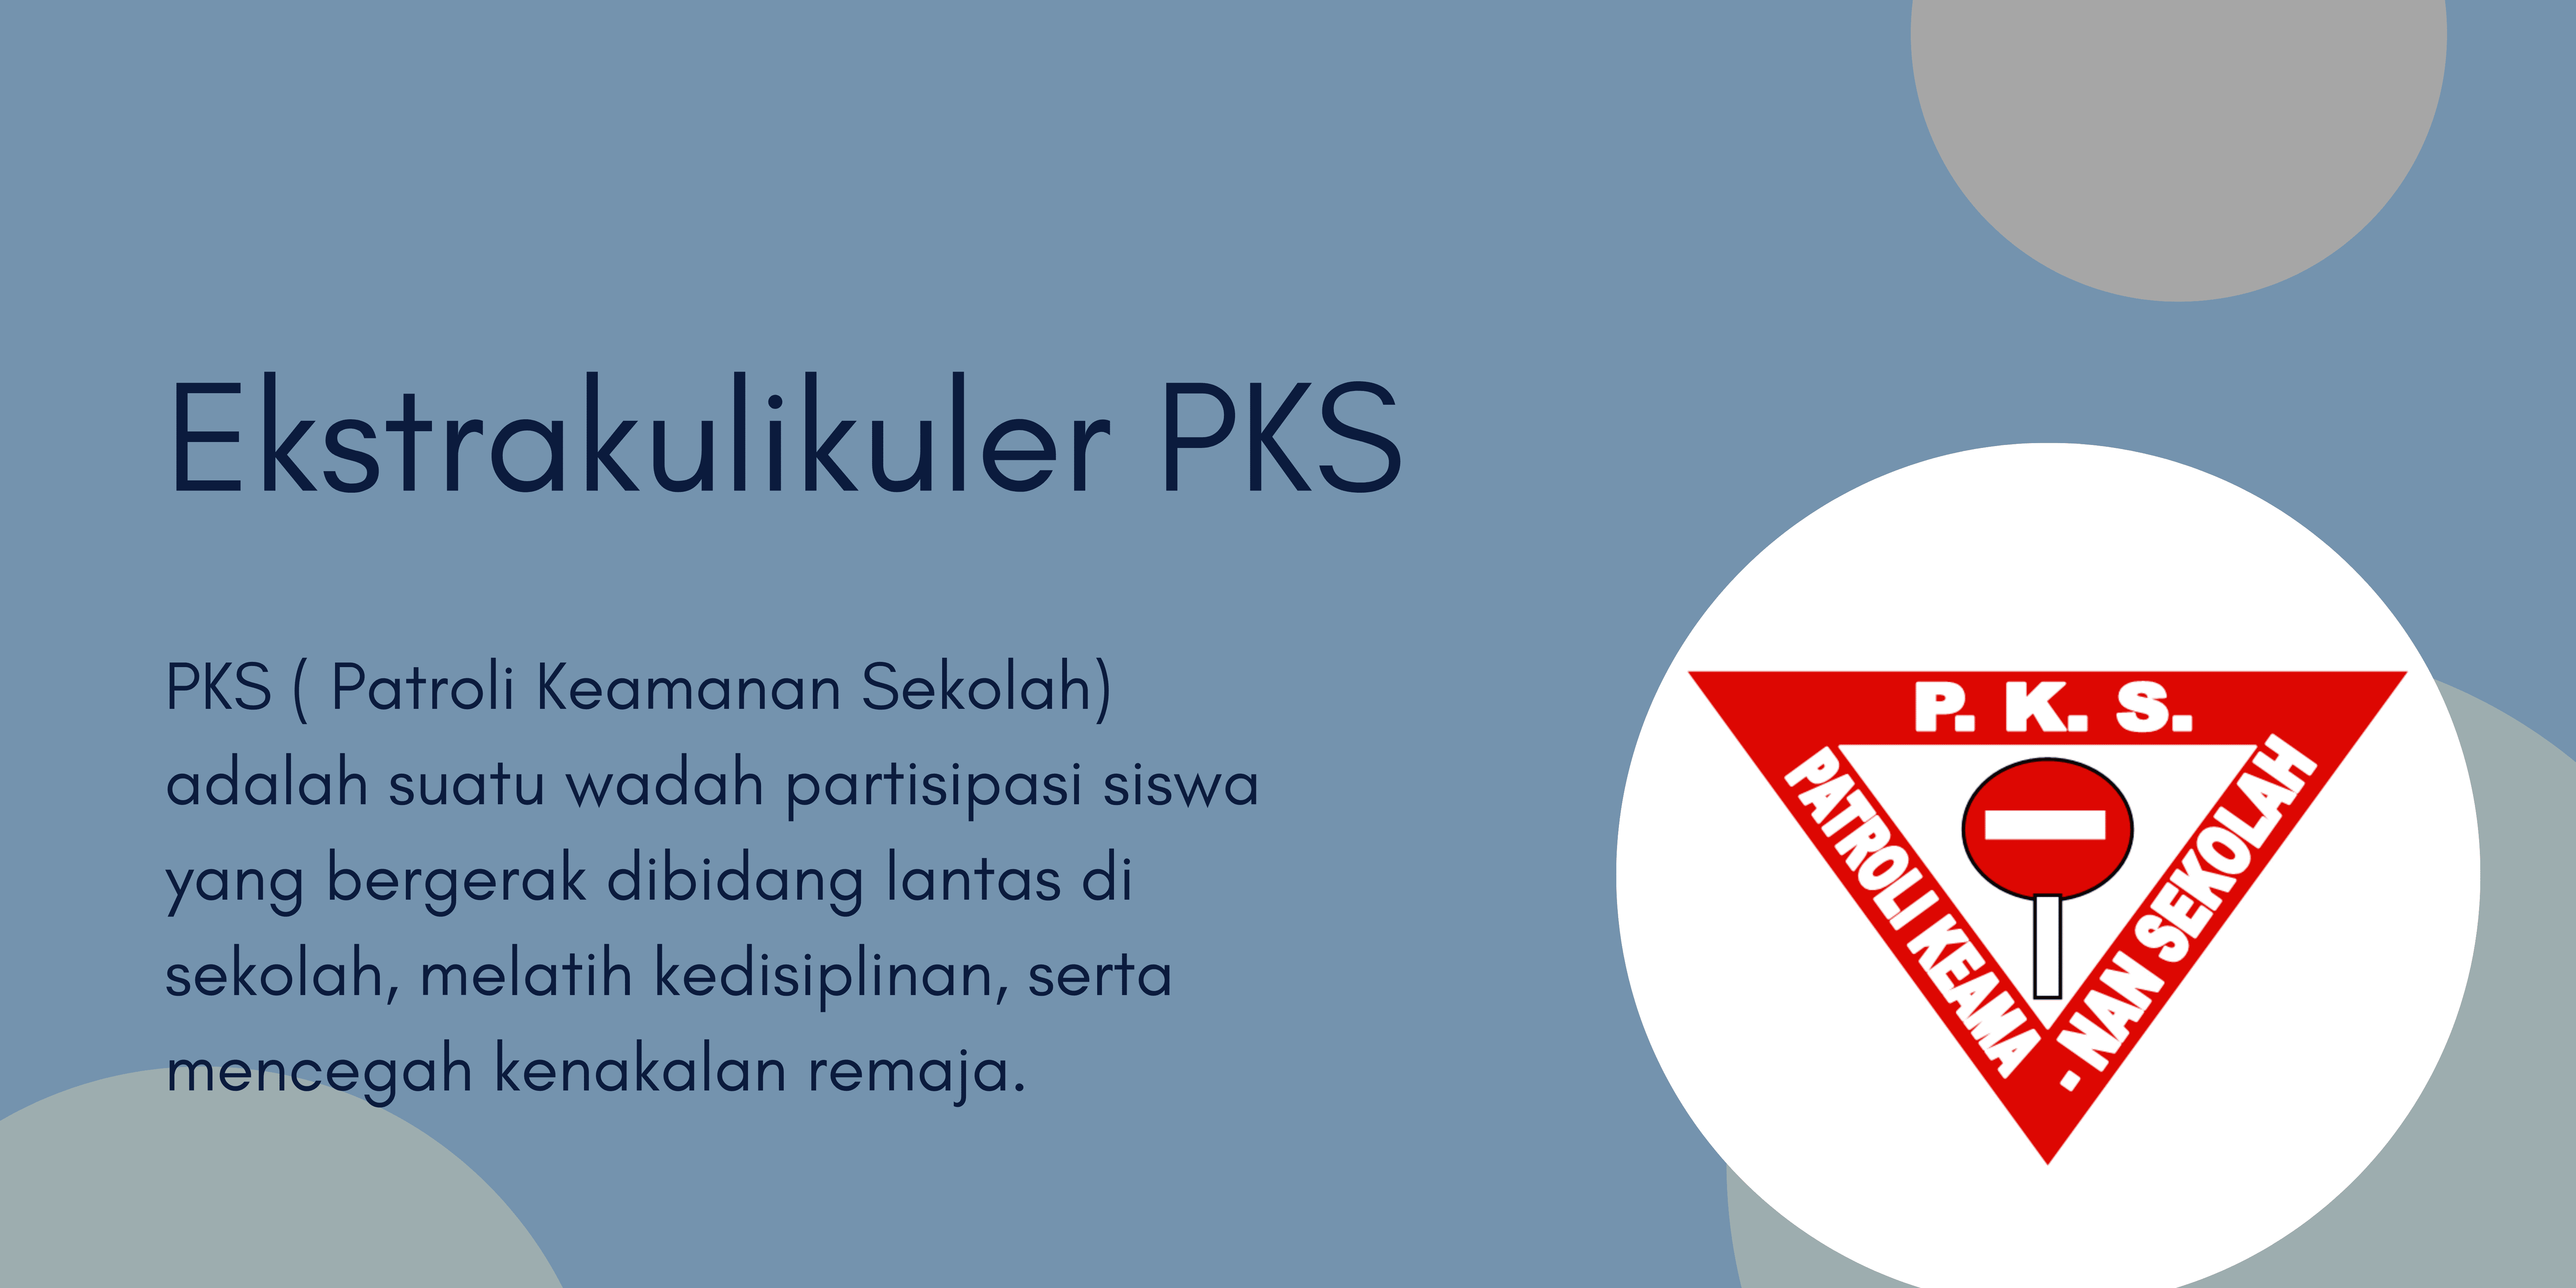 Ekstrakulikuler PKS
PKS ( Patroli Keamanan Sekolah)
adalah suatu wadah partisipasi siswa
yang bergerak dibidang lantas di
sekolah, melatih kedisiplinan, serta
mencegah kenakalan remaja.
P. K. S.
PATROLI KEAMA
-NAN SEKOLAH